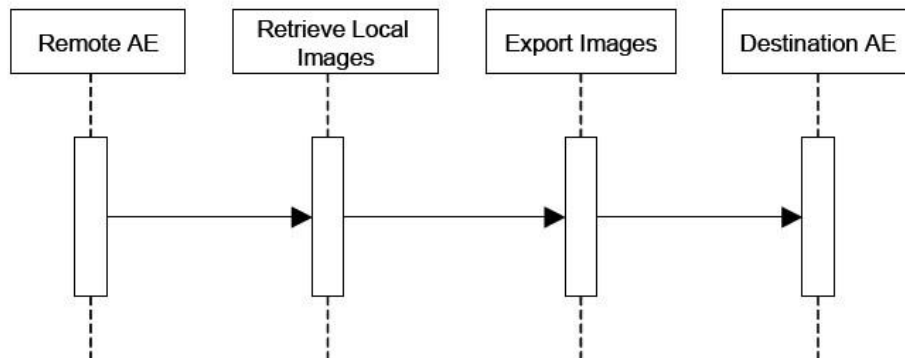 Remote AE
Retrieve Local
Images
Export Images
Destination AE